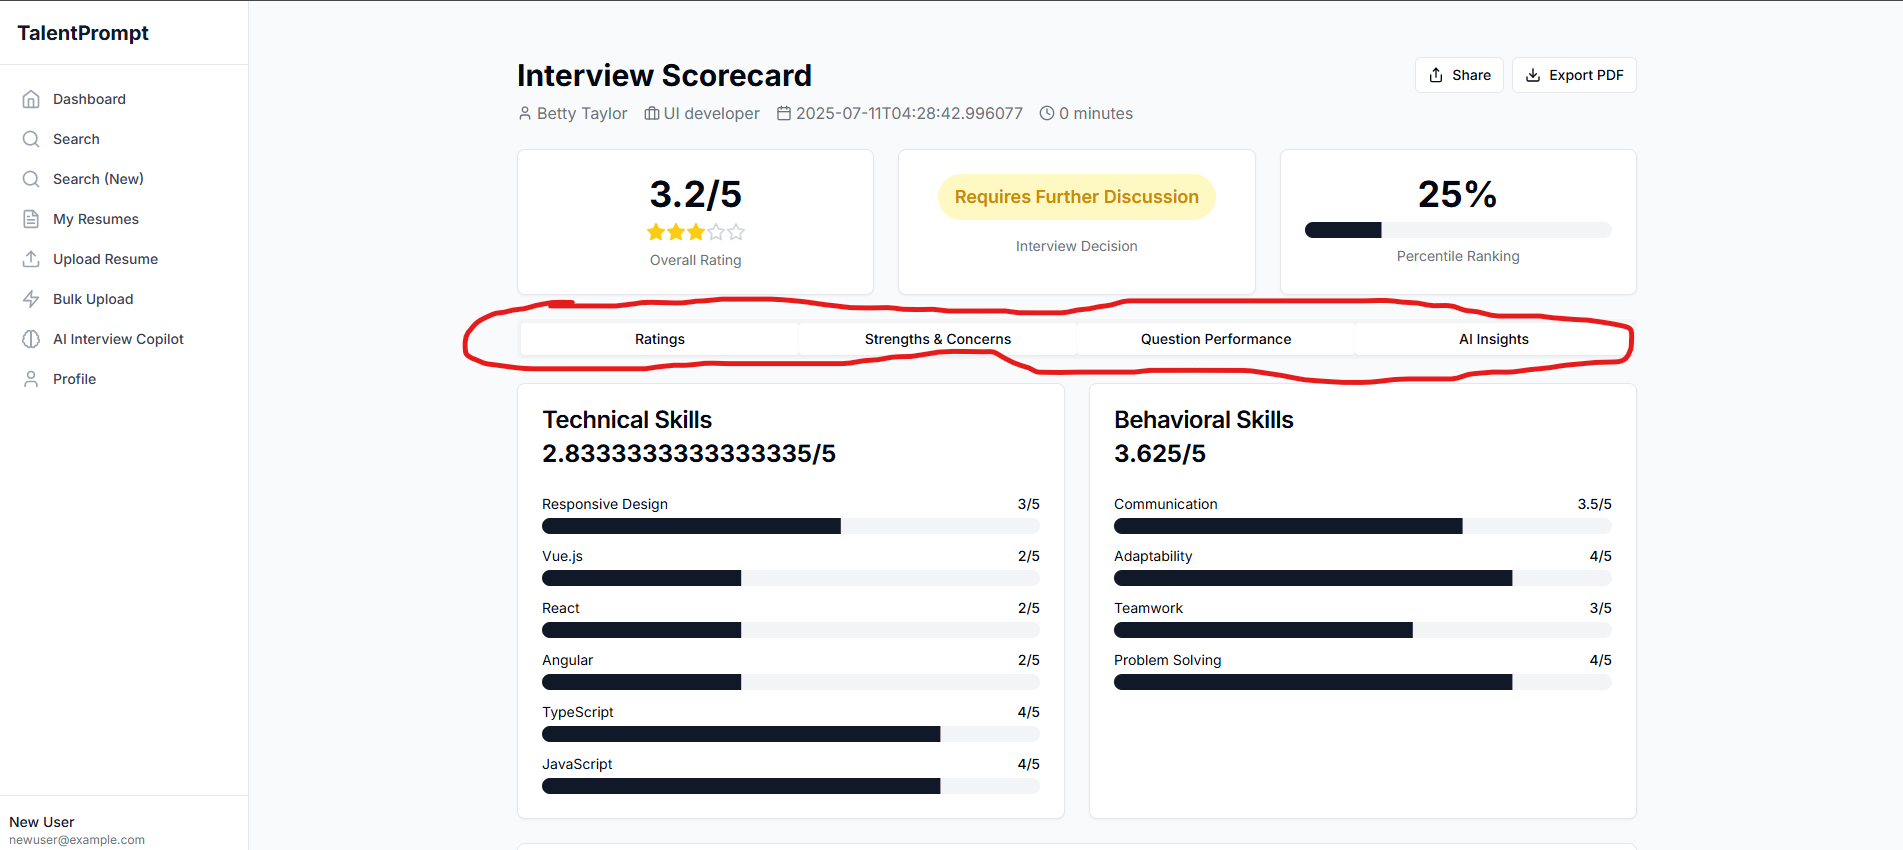 TalentPrompt
Dashboard
Search
Search (New)
My Resumes
Upload Resume
Bulk Upload
AI Interview Copilot
Profile
New User
newuser@example.com
Interview Scorecard
Share
Export PDF
Betty Taylor UI developer 2025-07-11T04:28:42.996077 0 minutes
3.2/5
Overall Rating
Requires Further Discussion
Interview Decision
25%
Percentile Ranking
Ratings Strengths & Concerns Question Performance AI Insights
Technical Skills
2.8333333333333335/5
Responsive Design 3/5
Vue.js 2/5
React 2/5
Angular 2/5
TypeScript 4/5
JavaScript 4/5
Behavioral Skills
3.625/5
Communication 3.5/5
Adaptability 4/5
Teamwork 3/5
Problem Solving 4/5